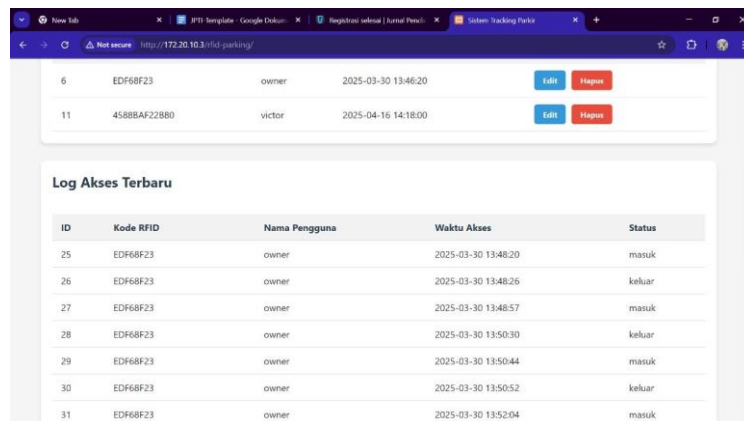 New Tab
JPTI-Template - Google Dokum
Registrasi selesai | Jurnal Pendi
Sistem Tracking Parkir
Not secure http://172.20.10.3/rfid-parking/
6 EDF68F23 owner 2025-03-30 13:46:20 Edit Hapus
11 4588BAF22B80 victor 2025-04-16 14:18:00 Edit Hapus
Log Akses Terbaru
ID Kode RFID Nama Pengguna Waktu Akses Status
25 EDF68F23 owner 2025-03-30 13:48:20 masuk
26 EDF68F23 owner 2025-03-30 13:48:26 keluar
27 EDF68F23 owner 2025-03-30 13:48:57 masuk
28 EDF68F23 owner 2025-03-30 13:50:30 keluar
29 EDF68F23 owner 2025-03-30 13:50:44 masuk
30 EDF68F23 owner 2025-03-30 13:50:52 keluar
31 EDF68F23 owner 2025-03-30 13:52:04 masuk